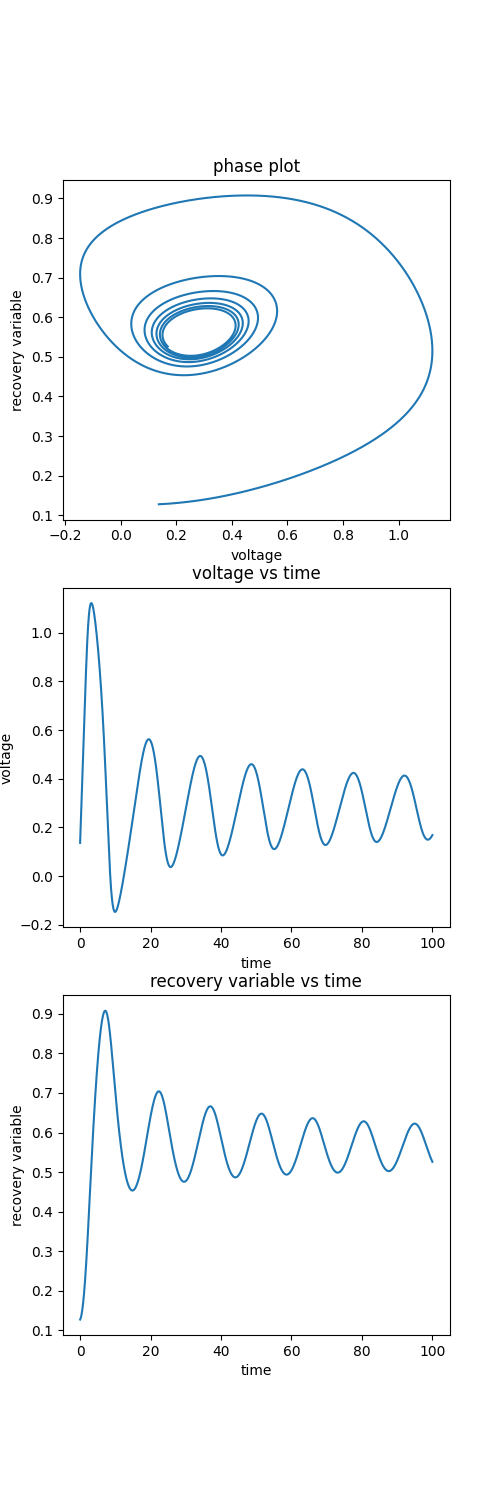 phase plot
0.9
0.8
0.7
0.6
0.5
0.4
0.3
0.2
0.1
recovery variable
−0.2 0.0 0.2 0.4 0.6 0.8 1.0
voltage
voltage vs time
1.0
0.8
0.6
0.4
0.2
0.0
−0.2
voltage
0 20 40 60 80 100
time
recovery variable vs time
0.9
0.8
0.7
0.6
0.5
0.4
0.3
0.2
0.1
recovery variable
0 20 40 60 80 100
time